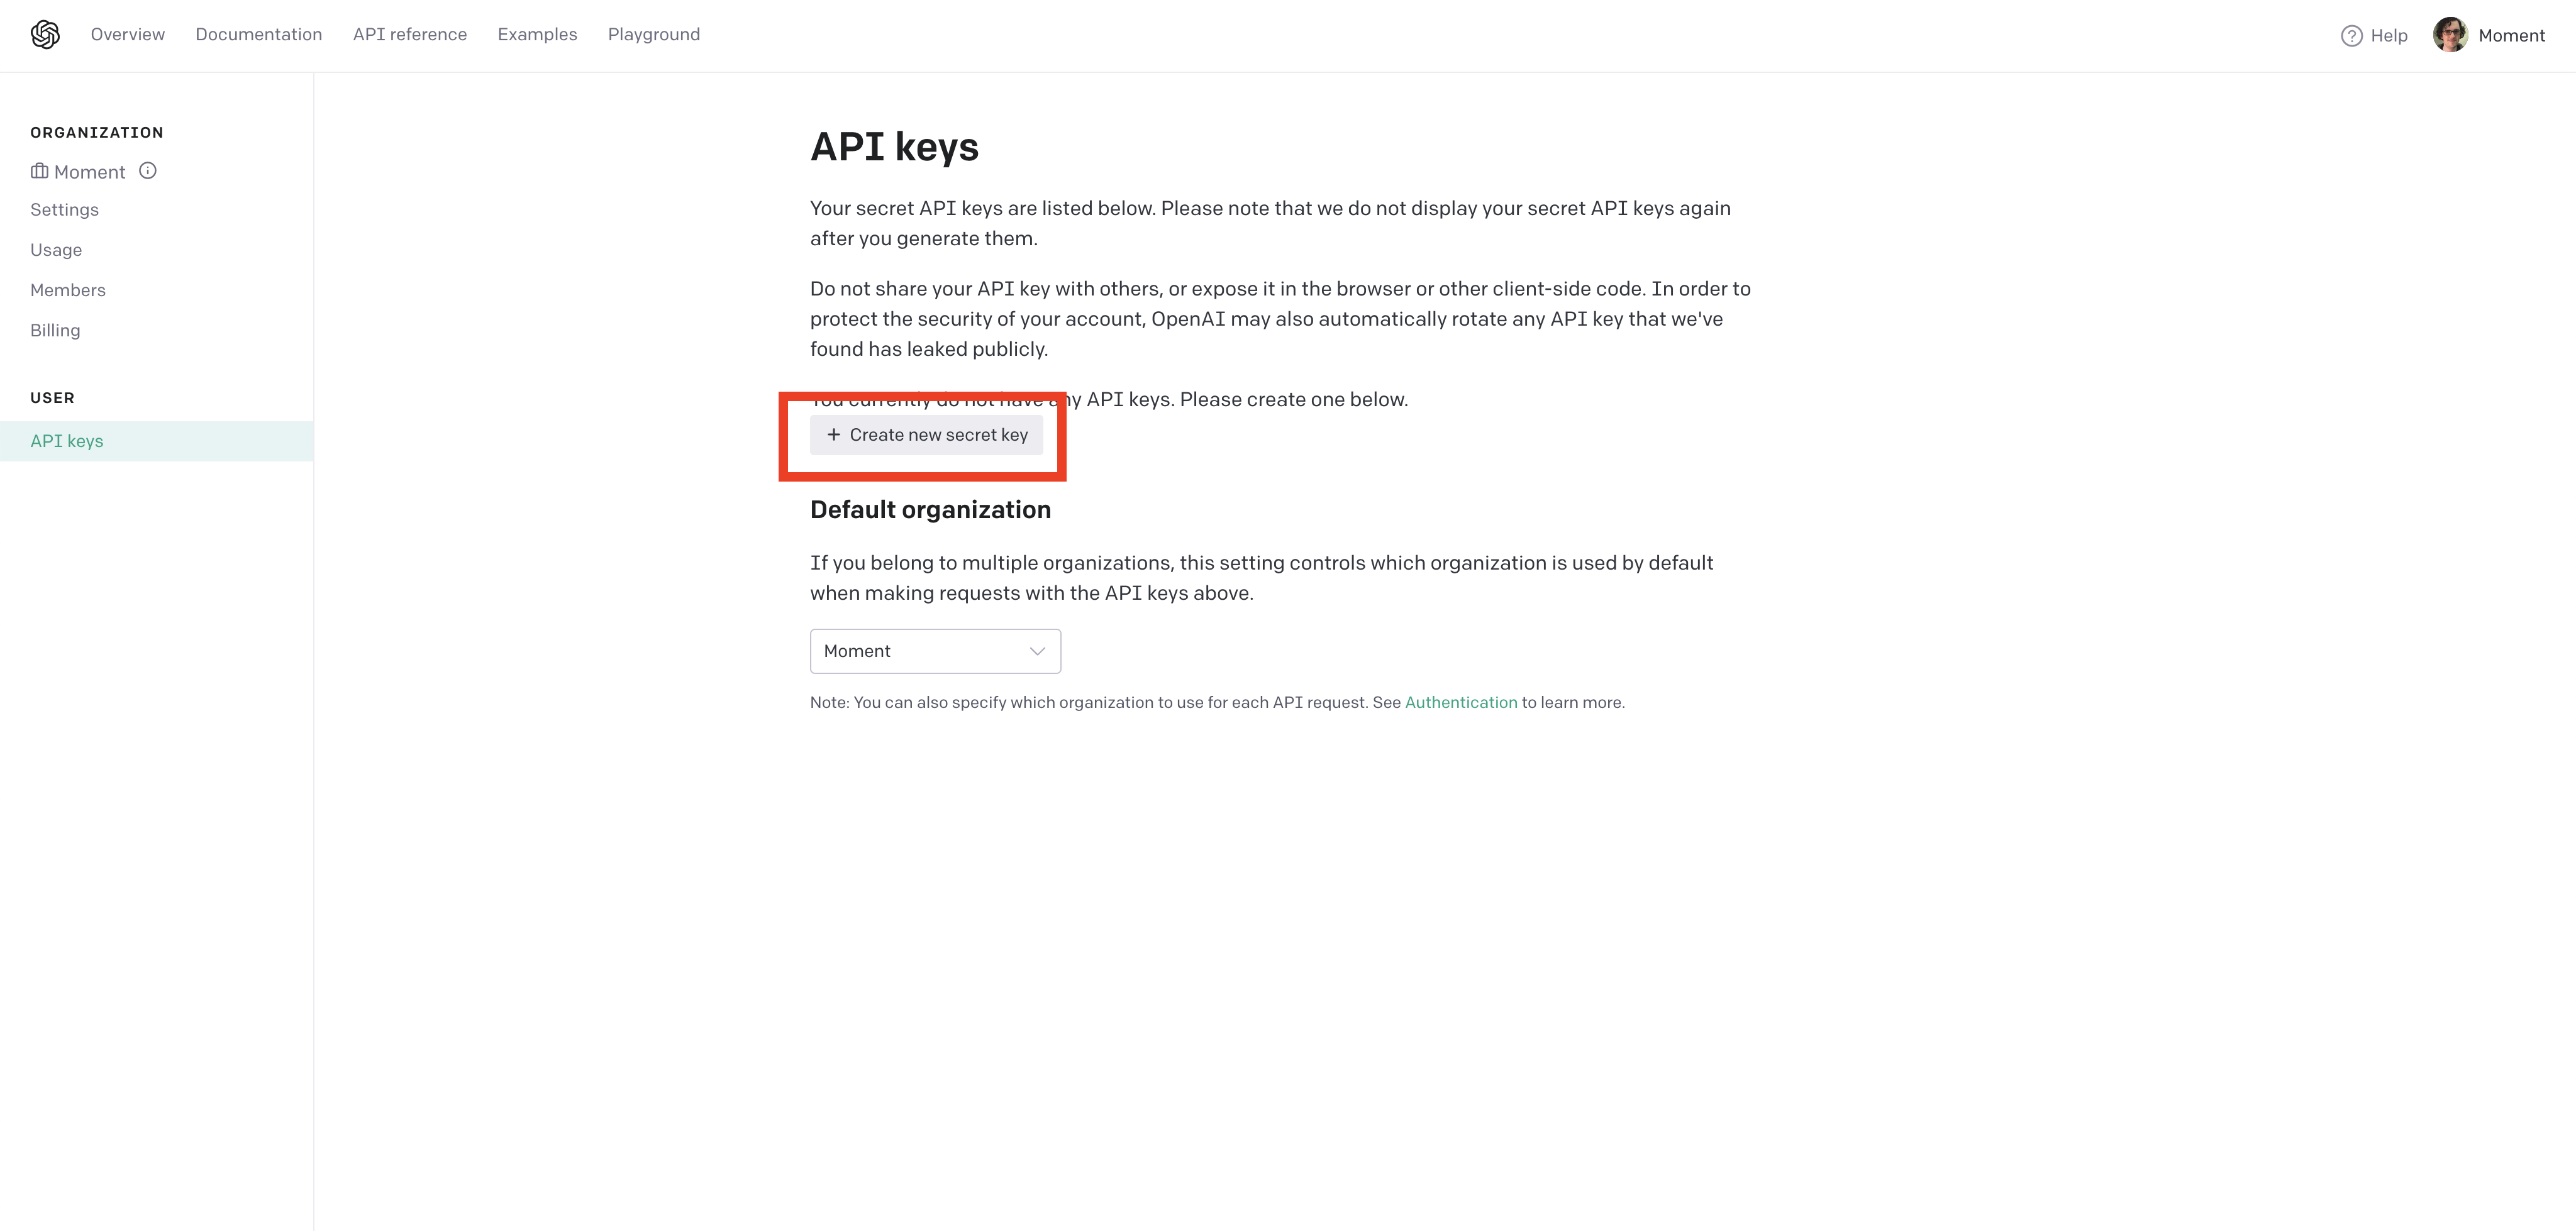 Overview Documentation API reference Examples Playground Help Moment
ORGANIZATION
Moment
Settings
Usage
Members
Billing
USER
API keys
API keys
Your secret API keys are listed below. Please note that we do not display your secret API keys again
after you generate them.
Do not share your API key with others, or expose it in the browser or other client-side code. In order to
protect the security of your account, OpenAI may also automatically rotate any API key that we've
found has leaked publicly.
You currently do not have any API keys. Please create one below.
+ Create new secret key
Default organization
If you belong to multiple organizations, this setting controls which organization is used by default
when making requests with the API keys above.
Moment
Note: You can also specify which organization to use for each API request. See Authentication to learn more.